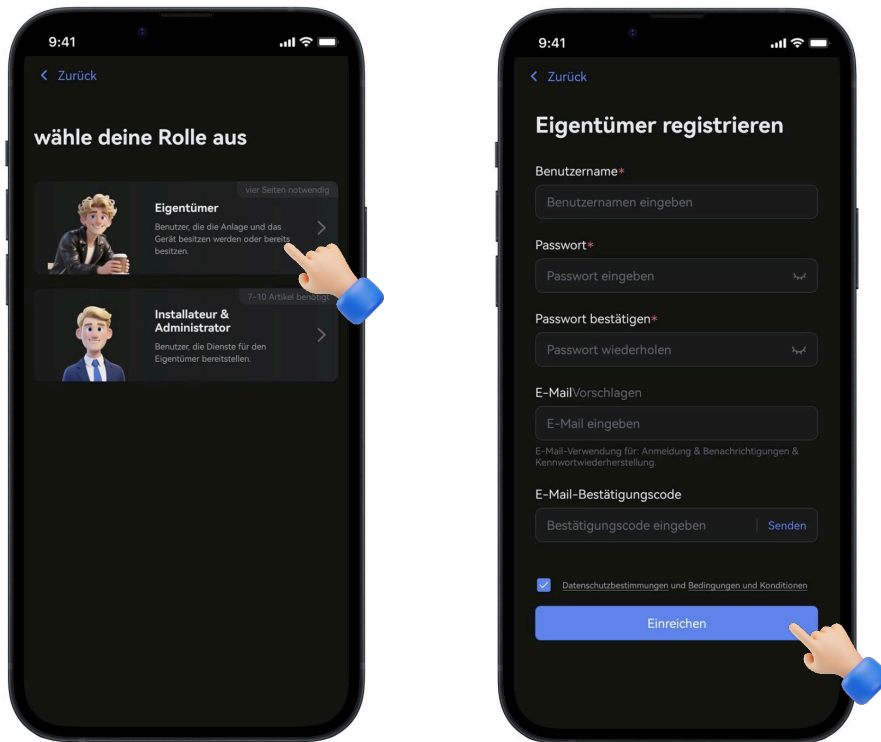 9:41
Zurück
wähle deine Rolle aus
vier Seiten notwendig
Eigentümer
Benutzer, die die Anlage und das
Gerät besitzen werden oder bereits
besitzen.
7-10 Artikel benötigt
Installateur &
Administrator
Benutzer, die Dienste für den
Eigentümer bereitstellen.
9:41
Zurück
Eigentümer registrieren
Benutzername*
Benutzernamen eingeben
Passwort*
Passwort eingeben
Passwort bestätigen*
Passwort wiederholen
E-MailVorschlagen
E-Mail eingeben
E-Mail-Verwendung für: Anmeldung & Benachrichtigungen &
Kennwortwiederherstellung.
E-Mail-Bestätigungscode
Bestätigungscode eingeben Senden
Datenschutzbestimmungen und Bedingungen und Konditionen
Einreichen